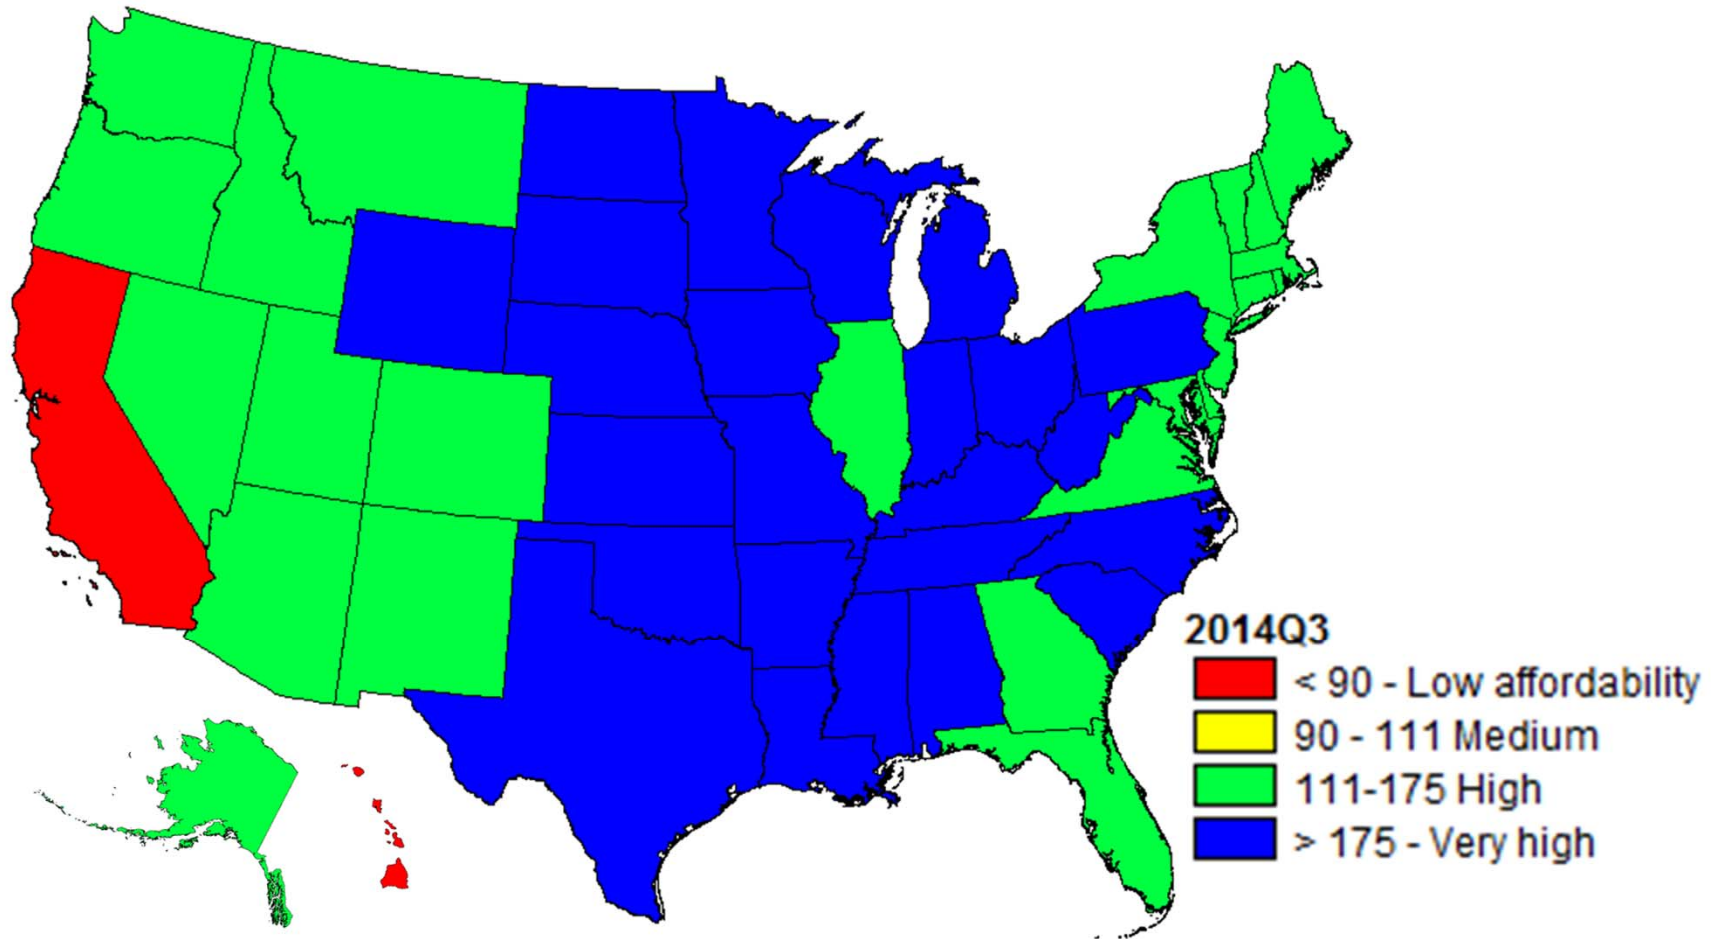 2014Q3
< 90 - Low affordability
90 - 111 Medium
111-175 High
> 175 - Very high